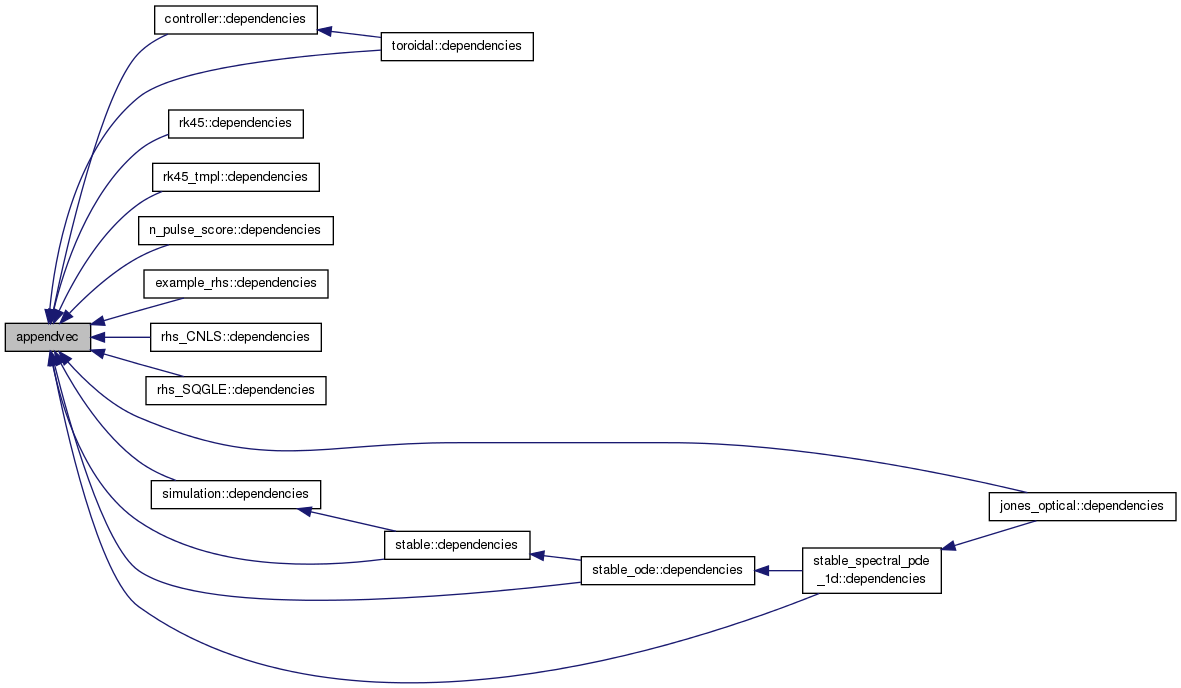 controller::dependencies
toroidal::dependencies
rk45::dependencies
rk45_tmpl::dependencies
n_pulse_score::dependencies
example_rhs::dependencies
appendvec
rhs_CNLS::dependencies
rhs_SQGLE::dependencies
simulation::dependencies
jones_optical::dependencies
stable::dependencies
stable_ode::dependencies
stable_spectral_pde
_1d::dependencies